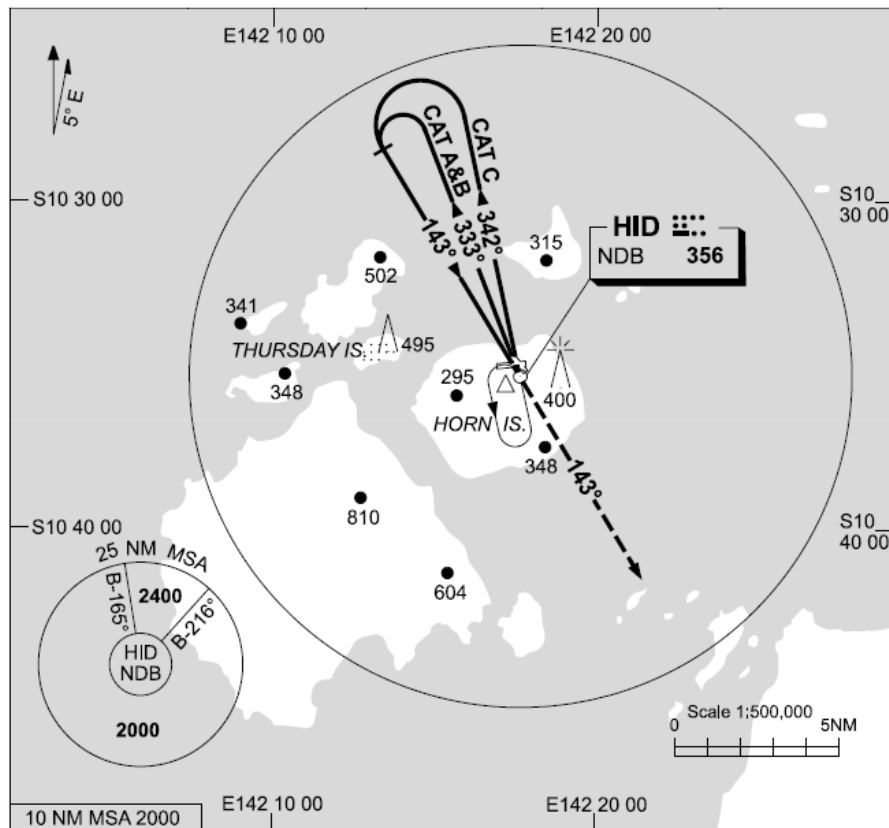 E142 10 00
E142 20 00
5° E
CAT C
CAT A&B
S10 30 00
S10
30 00
143°
333°
342°
HID
NDB 356
315
502
341
THURSDAY IS.
495
348
295
400
HORN IS.
348
143°
810
S10 40 00
S10
40 00
25 NM MSA
B-165°
2400
B-216°
604
HID
NDB
2000
Scale 1:500,000
0
5NM
E142 10 00
E142 20 00
10 NM MSA 2000